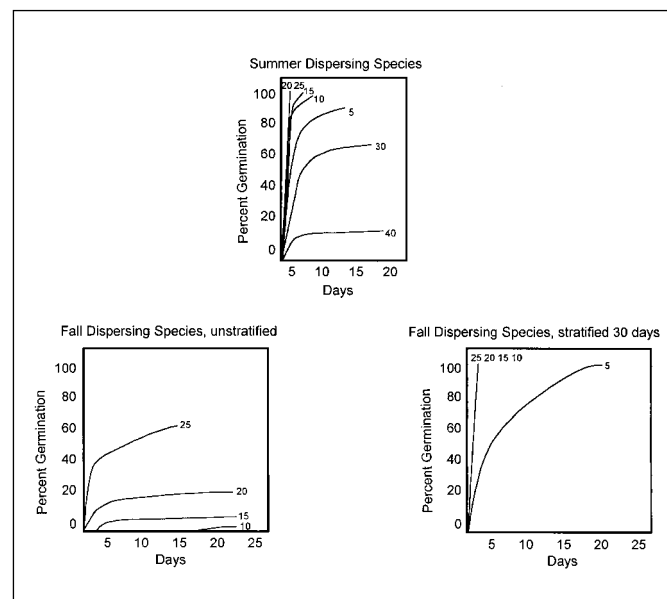 Summer Dispersing Species
20 25
15
10
100
80
60
40
20
0
5
30
40
Percent Germination
5 10 15 20
Days
Fall Dispersing Species, unstratified
100
80
60
40
20
0
25
20
15
10
Percent Germination
5 10 15 20 25
Days
Fall Dispersing Species, stratified 30 days
25 20 15 10
5
100
80
60
40
20
0
Percent Germination
5 10 15 20 25
Days